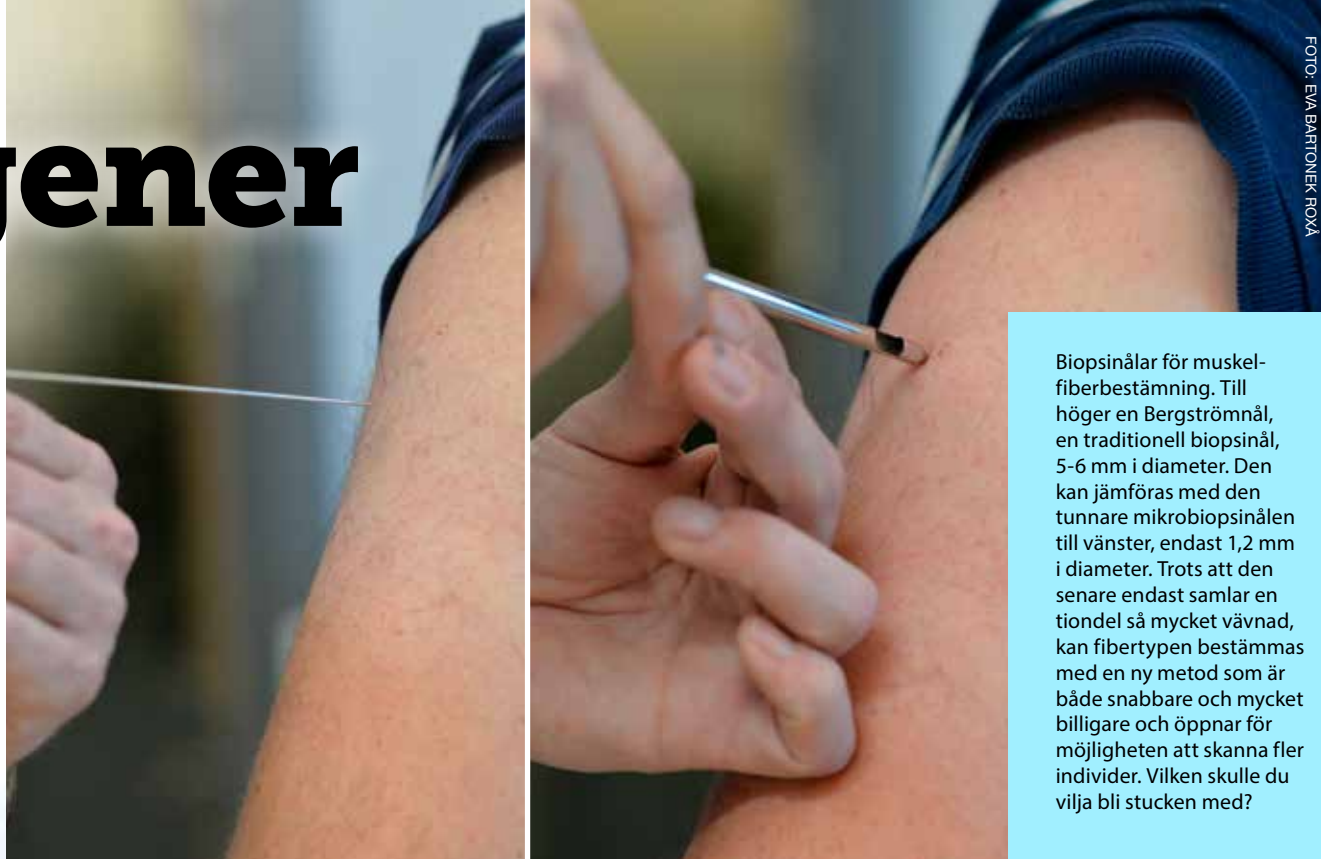 gener
FOTO: EVA BARTONEK ROXÅ
Biopsinålar för muskel-
fiberbestämning. Till
höger en Bergströmnål,
en traditionell biopsinål,
5-6 mm i diameter. Den
kan jämföras med den
tunnare mikrobiopsinålen
till vänster, endast 1,2 mm
i diameter. Trots att den
senare endast samlar en
tiondel så mycket vävnad,
kan fibertypen bestämmas
med en ny metod som är
både snabbare och mycket
billigare och öppnar för
möjligheten att skanna fler
individer. Vilken skulle du
vilja bli stucken med?